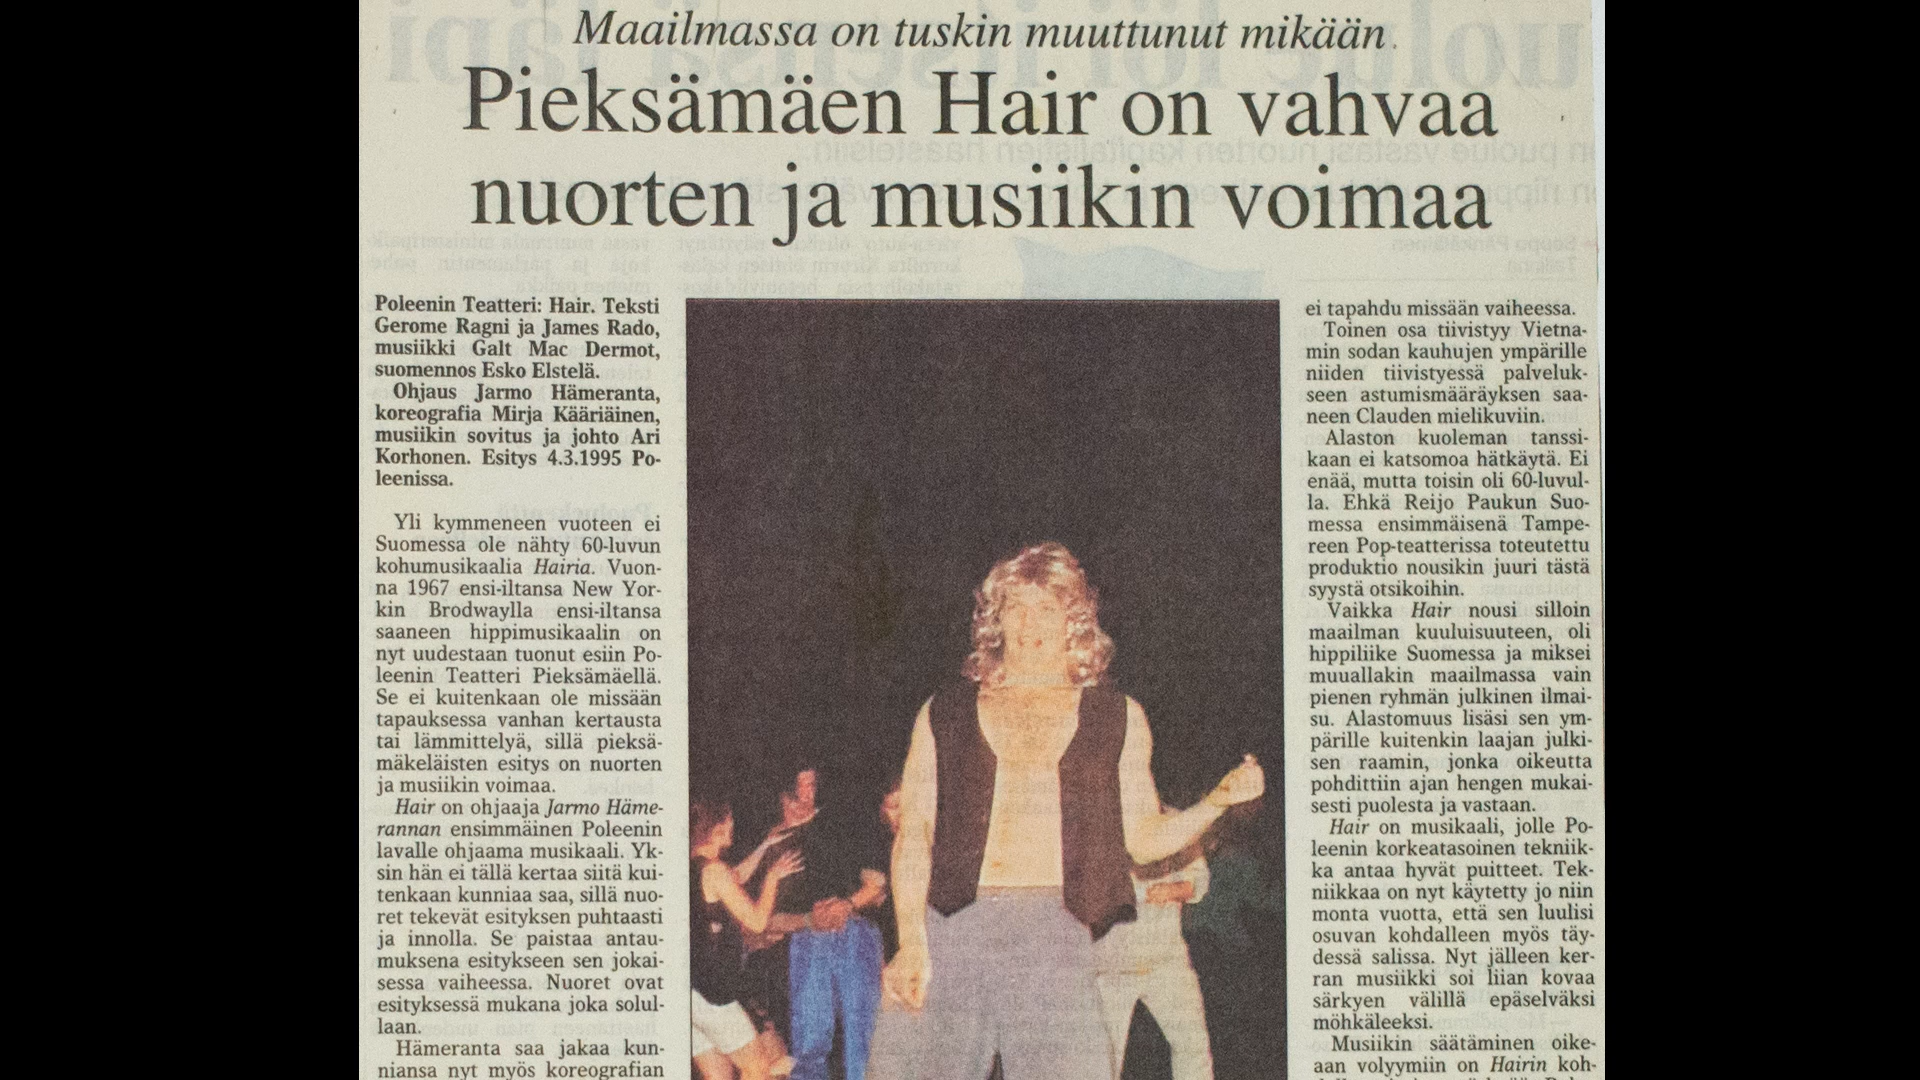 Maailmassa on tuskin muuttunut mikään
Pieksämäen Hair on vahvaa
nuorten ja musiikin voimaa
Poleenin Teatteri: Hair. Teksti
Gerome Ragni ja James Rado,
musiikki Galt Mac Dermot,
suomennos Esko Elstelä.
Ohjaus Jarmo Hämeranta,
koreografia Mirja Kääriäinen,
musiikin sovitus ja johto Ari
Korhonen. Esitys 4.3.1995 Po-
leenissa.
Yli kymmeneen vuoteen ei
Suomessa ole nähty 60-luvun
kohumusikaalia Hairia. Vuon-
na 1967 ensi-iltansa New Yor-
kin Brodwaylla ensi-iltansa
saaneen hippimusikaalin on
nyt uudestaan tuonut esiin Po-
leenin Teatteri Pieksämäellä.
Se ei kuitenkaan ole missään
tapauksessa vanhan kertausta
tai lämmittelyä, sillä pieksä-
mäkeläisten esitys on nuorten
ja musiikin voimaa.
Hair on ohjaaja Jarmo Häme-
rannan ensimmäinen Poleenin
lavalle ohjaama musikaali. Yk-
sin hän ei tällä kertaa siitä kui-
tenkaan kunniaa saa, sillä nuo-
ret tekevät esityksen puhtaasti
ja innolla. Se paistaa antau-
muksena esitykseen sen jokai-
sessa vaiheessa. Nuoret ovat
esityksessä mukana joka solul-
laan.
Hämeranta saa jakaa kun-
niansa nyt myös koreografian
ei tapahdu missään vaiheessa.
Toinen osa tiivistyy Vietna-
min sodan kauhujen ympärille
niiden tiivistyessä palveluk-
seen astumismääräyksen saa-
neen Clauden mielikuviin.
Alaston kuoleman tanssi-
kaan ei katsomoa hätkäytä. Ei
enää, mutta toisin oli 60-luvul-
la. Ehkä Reijo Paukun Suo-
messa ensimmäisenä Tampe-
reen Pop-teatterissa toteutettu
produktio nousikin juuri tästä
syystä otsikoihin.
Vaikka Hair nousi silloin
maailman kuuluisuuteen, oli
hippiliike Suomessa ja miksei
muuallakin maailmassa vain
pienen ryhmän julkinen ilmai-
su. Alastomuus lisäsi sen ym-
pärille kuitenkin laajan julki-
sen raamin, jonka oikeutta
pohdittiin ajan hengen mukai-
sesti puolesta ja vastaan.
Hair on musikaali, jolle Po-
leenin korkeatasoinen tekniik-
ka antaa hyvät puitteet. Tek-
niikkaa on nyt käytetty jo niin
monta vuotta, että sen luulisi
osuvan kohdalleen myös täy-
dessä salissa. Nyt jälleen ker-
ran musiikki soi liian kovaa
särkyen välillä epäselväksi
möhkäleeksi.
Musiikin säätäminen oike-
aan volyymiin on Hairin koh-